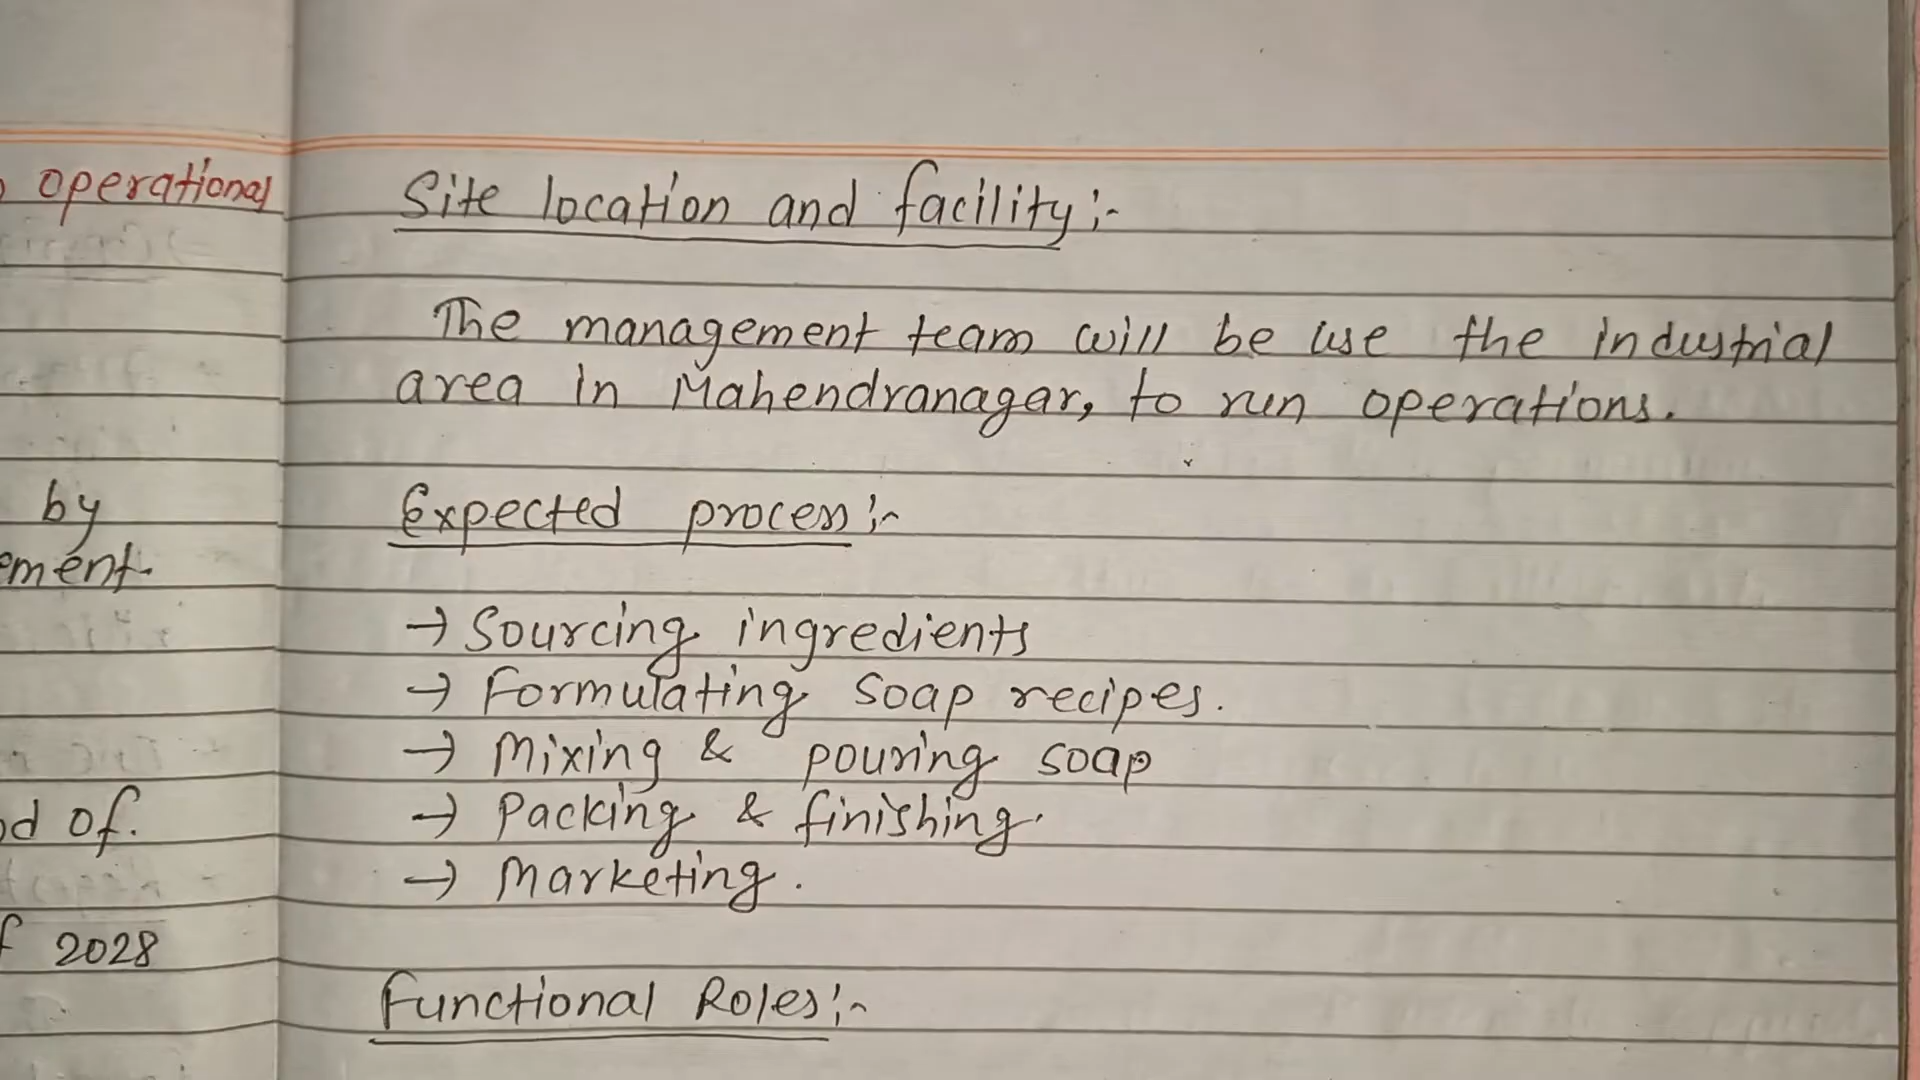 operational
by
ement.
od of.
f 2028
Site location and facility :-
The management team will be use the industrial
area in Mahendranagar, to run operations.
Expected process :-
→ Sourcing ingredients
→ Formulating soap recipes.
→ Mixing & pouring soap
→ Packing & finishing.
→ Marketing.
Functional Roles :-